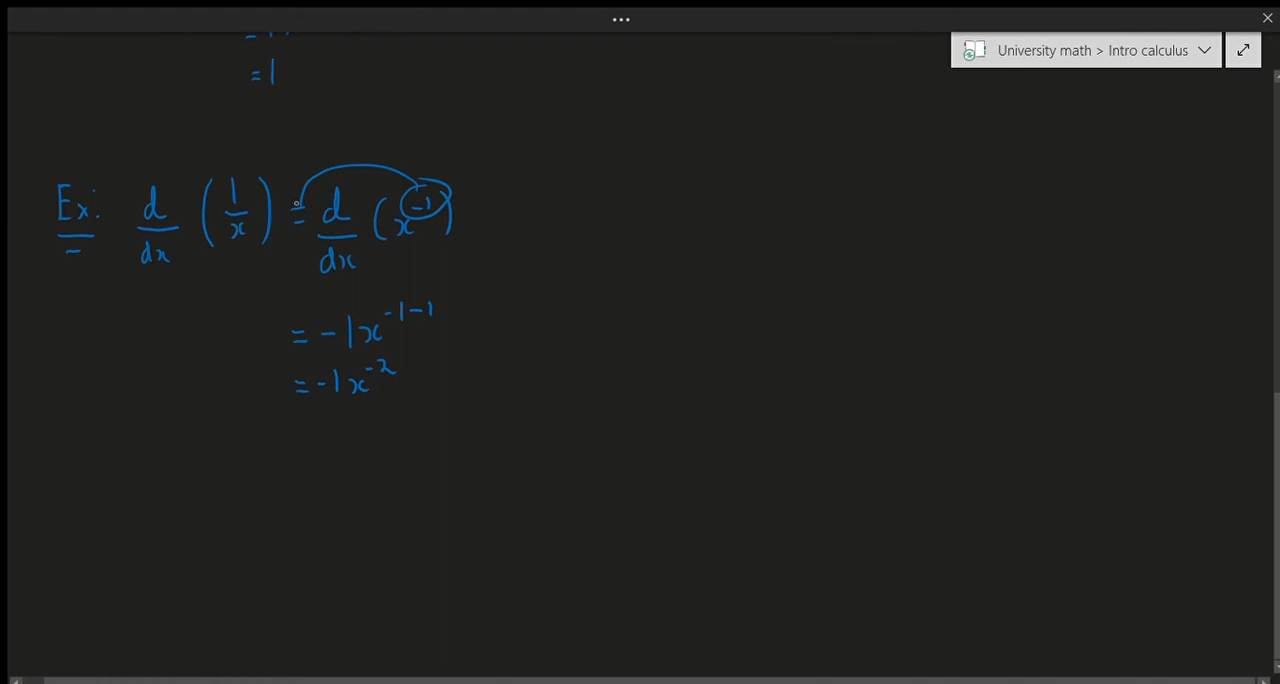 ...
University math > Intro calculus
= 1
Ex: d/dx (1/x) = d/dx (x^-1)
= -1x^-1-1
= -1x^-2